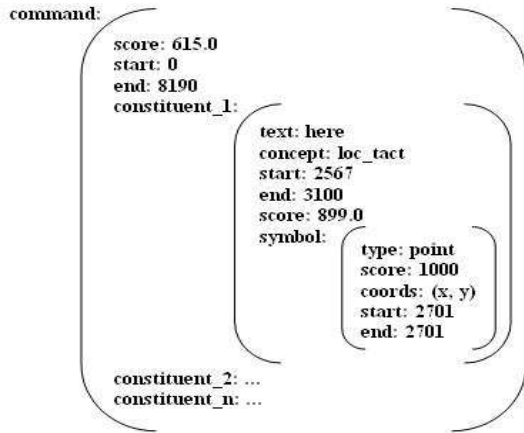 command:
score: 615.0
start: 0
end: 8190
constituent_1:
text: here
concept: loc_tact
start: 2567
end: 3100
score: 899.0
symbol:
type: point
score: 1000
coords: (x, y)
start: 2701
end: 2701
constituent_2: ...
constituent_n: ...